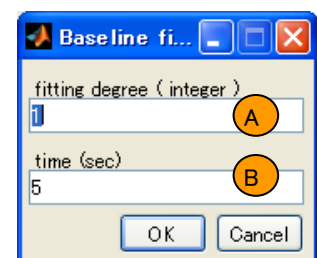 Baseline fi...
fitting degree ( integer )
1
A
time (sec)
B
5
OK Cancel